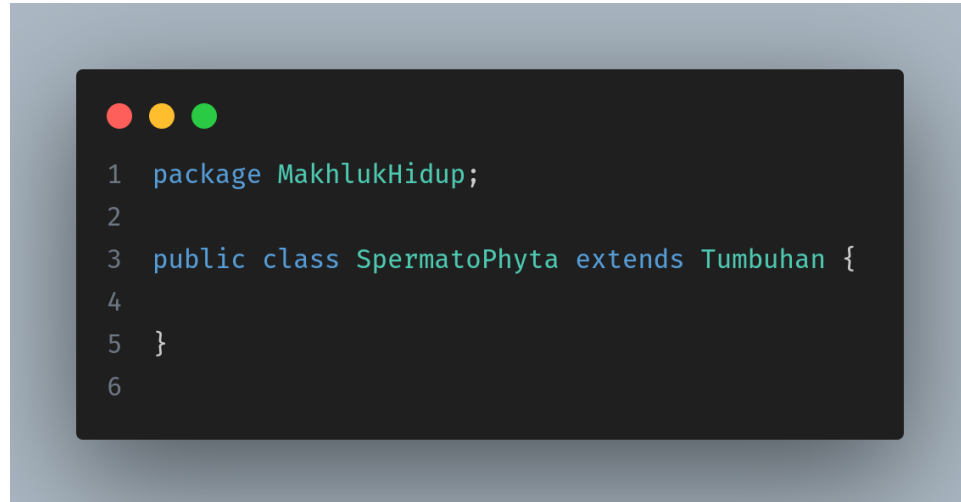 1 package MakhlukHidup;
2
3 public class SpermatoPhyta extends Tumbuhan {
4
5 }
6